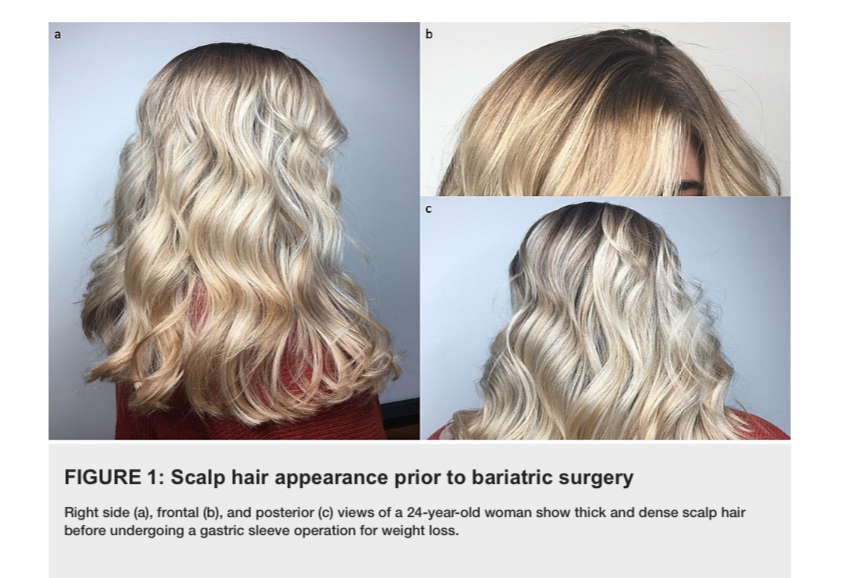 a
b
c
FIGURE 1: Scalp hair appearance prior to bariatric surgery
Right side (a), frontal (b), and posterior (c) views of a 24-year-old woman show thick and dense scalp hair
before undergoing a gastric sleeve operation for weight loss.